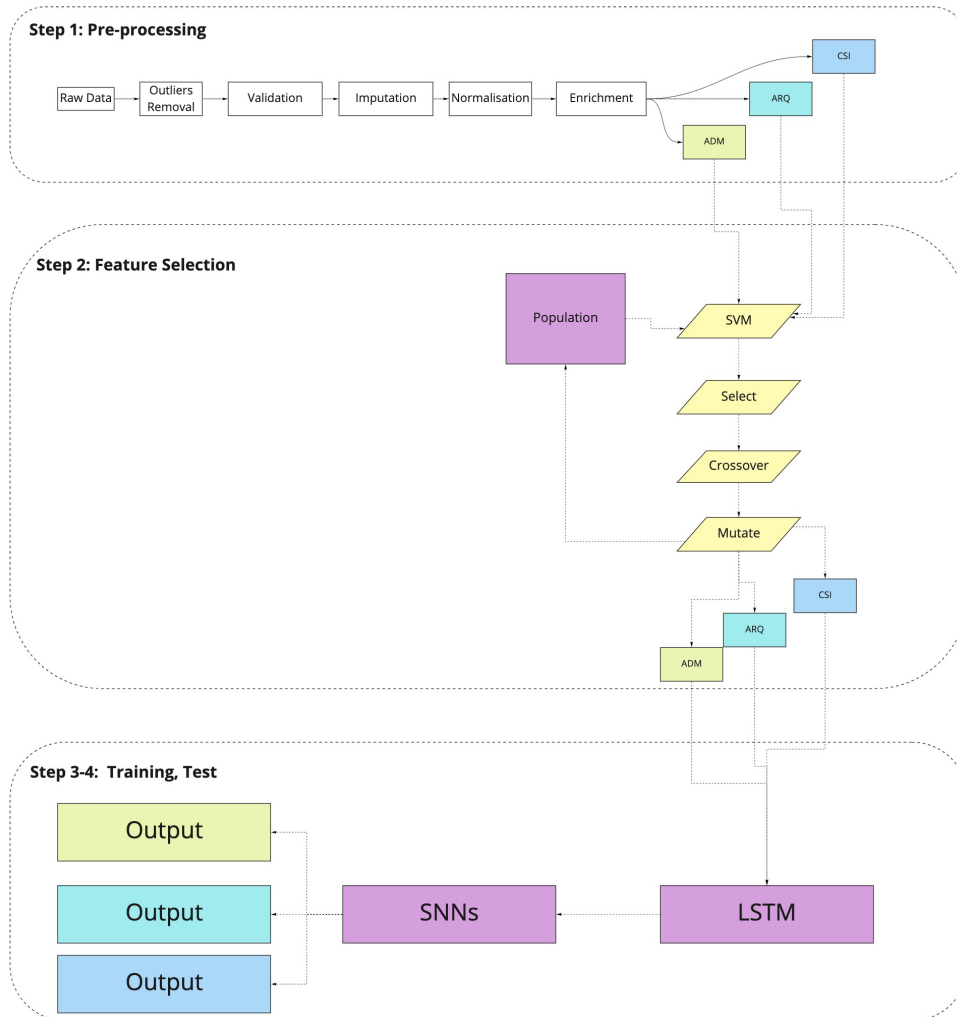 Step 1: Pre-processing
CSI
Raw Data
Outliers
Removal
Validation
Imputation
Normalisation
Enrichment
ARQ
ADM
Step 2: Feature Selection
Population
SVM
Select
Crossover
Mutate
CSI
ARQ
ADM
Step 3-4:  Training, Test
Output
Output
SNNs
LSTM
Output